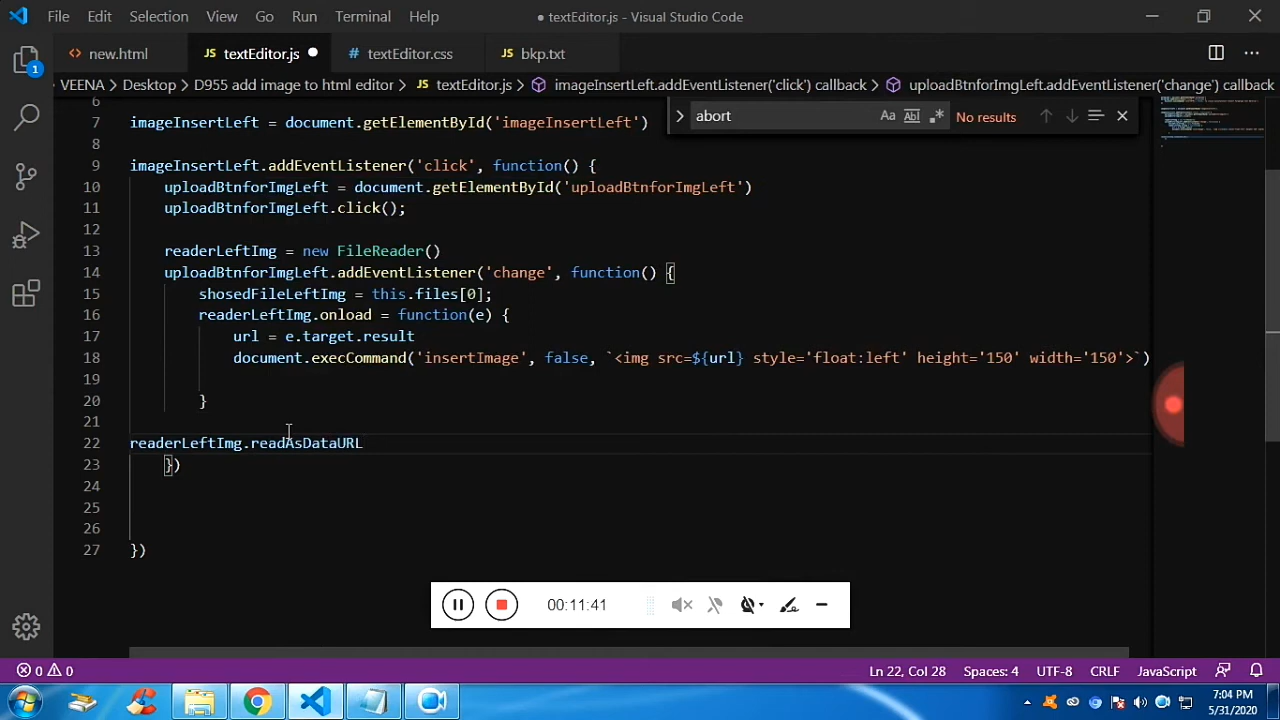 File Edit Selection View Go Run Terminal Help ● textEditor.js - Visual Studio Code
<> new.html JS textEditor.js ● # textEditor.css JS bkp.txt ...
VEENA > Desktop > D955 add image to html editor > JS textEditor.js > imageInsertLeft.addEventListener('click') callback > uploadBtnforImgLeft.addEventListener('change') callback
> abort Aa Abl .* No results
1
6
7 imageInsertLeft = document.getElementById('imageInsertLeft')
8
9 imageInsertLeft.addEventListener('click', function() {
10 uploadBtnforImgLeft = document.getElementById('uploadBtnforImgLeft')
11 uploadBtnforImgLeft.click();
12
13 readerLeftImg = new FileReader()
14 uploadBtnforImgLeft.addEventListener('change', function() {
15 shosedFileLeftImg = this.files[0];
16 readerLeftImg.onload = function(e) {
17 url = e.target.result
18 document.execCommand('insertImage', false, `<img src=${url} style='float:left' height='150' width='150'>`)
19
20 }
21
22 readerLeftImg.readAsDataURL
23 })
24
25
26
27 })
00:11:41
0 0 Ln 22, Col 28 Spaces: 4 UTF-8 CRLF JavaScript
7:04 PM
5/31/2020